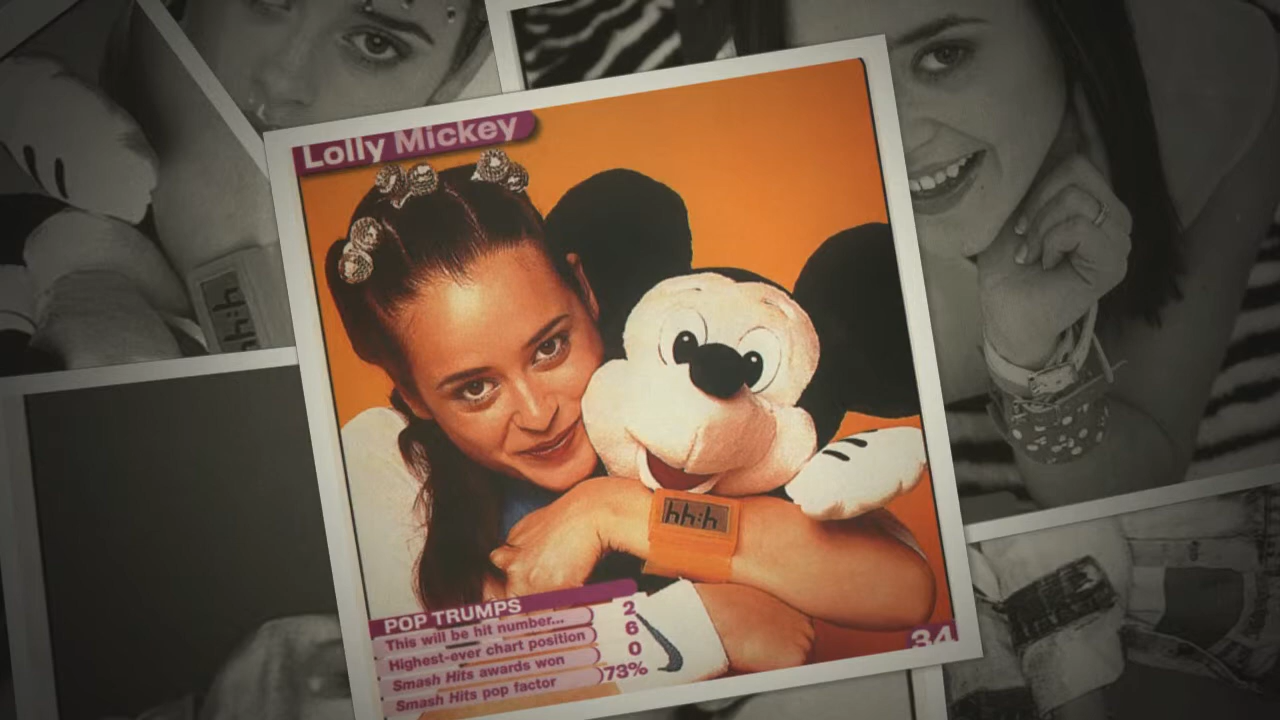 Lolly Mickey
hh:h
POP TRUMPS
This will be hit number... 2
Highest-ever chart position 6
Smash Hits awards won 0
Smash Hits pop factor 73%
34